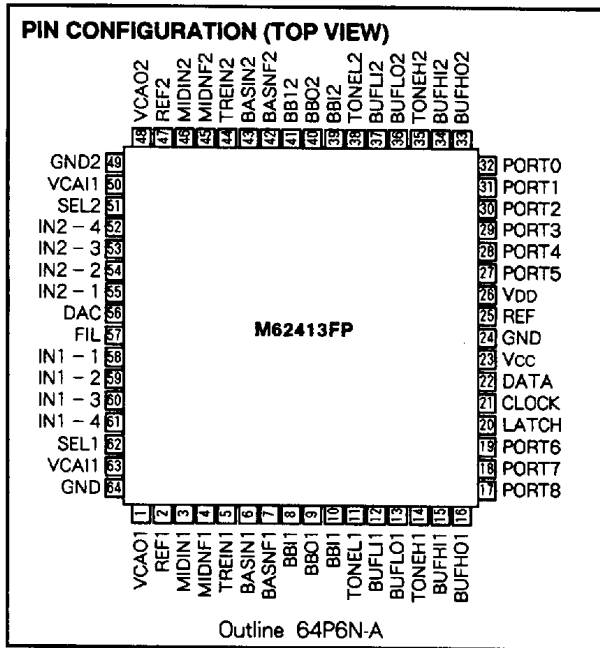 PIN CONFIGURATION (TOP VIEW)
VCAO2
REF2
MIDIN2
MIDNF2
TREIN2
BASIN2
BASNF2
BB12
BBO2
BBI2
TONEL2
BUFLI2
BUFLO2
TONEH2
BUFHI2
BUFHO2
48 47 46 45 44 43 42 41 40 39 38 37 36 35 34 33
GND2 49
VCAI1 50
SEL2 51
IN2 - 4 52
IN2 - 3 53
IN2 - 2 54
IN2 - 1 55
DAC 56
FIL 57
IN1 - 1 58
IN1 - 2 59
IN1 - 3 60
IN1 - 4 61
SEL1 62
VCAI1 63
GND 64
M62413FP
32 PORT0
31 PORT1
30 PORT2
29 PORT3
28 PORT4
27 PORT5
26 VDD
25 REF
24 GND
23 VCC
22 DATA
21 CLOCK
20 LATCH
19 PORT6
18 PORT7
17 PORT8
1 2 3 4 5 6 7 8 9 10 11 12 13 14 15 16
VCAO1
REF1
MIDIN1
MIDNF1
TREIN1
BASIN1
BASNF1
BBI1
BBO1
BBI1
TONEL1
BUFLI1
BUFLO1
TONEH1
BUFHI1
BUFHO1
Outline 64P6N-A